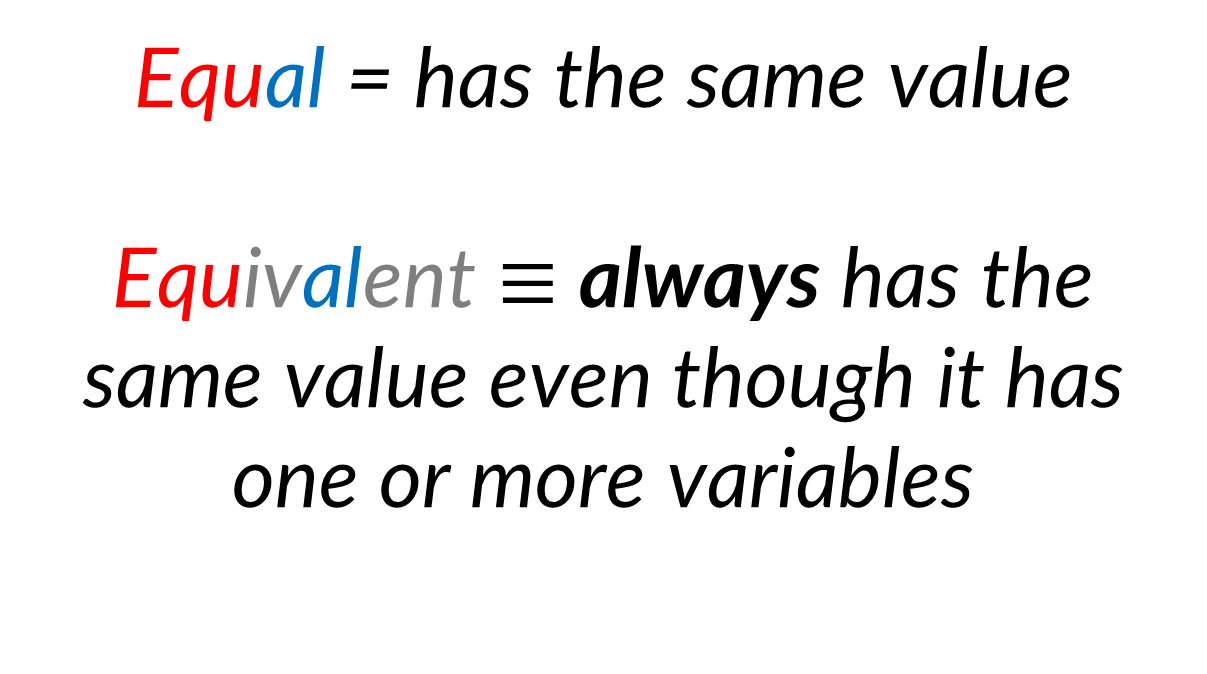 Equal = has the same value
Equivalent ≡ always has the
same value even though it has
one or more variables